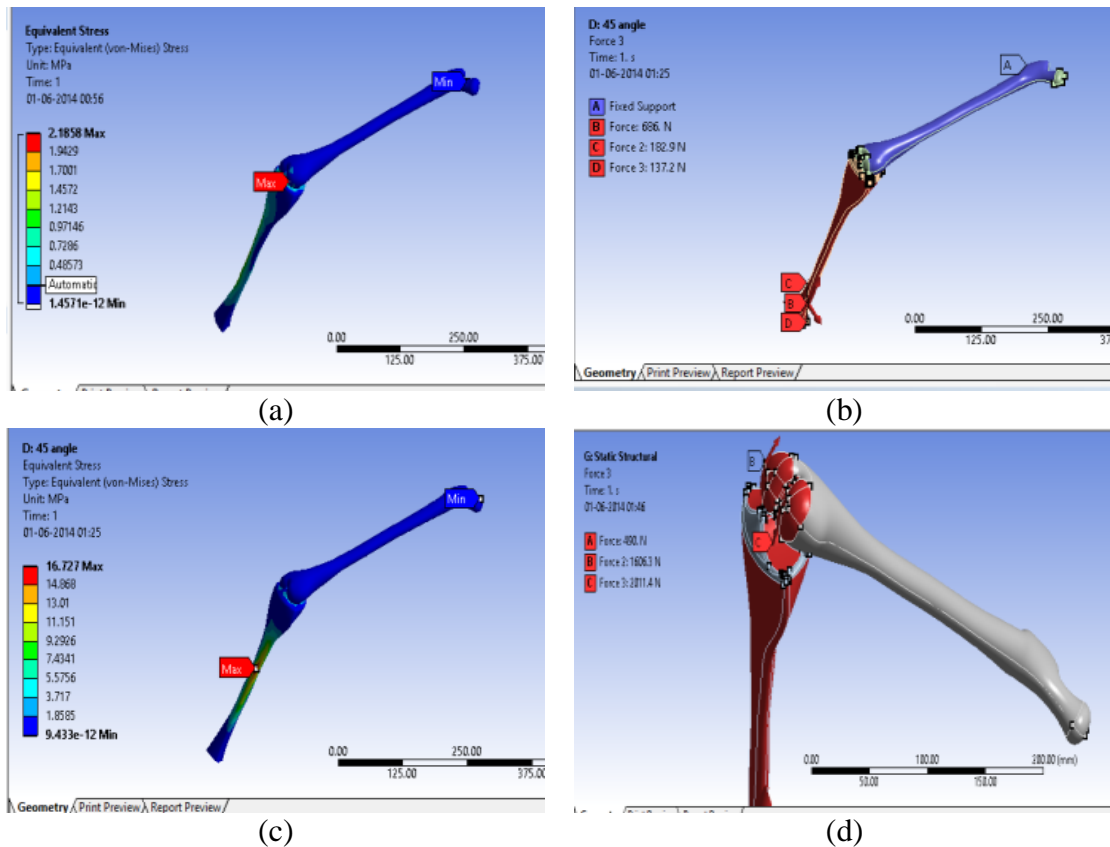 Equivalent Stress
Type: Equivalent (von-Mises) Stress
Unit: MPa
Time: 1
01-06-2014 00:56
2.1858 Max
1.9429
1.7001
1.4572
1.2143
0.97146
0.7286
0.48573
Automatic
1.4571e-12 Min
Min
Max
0.00
250.00
125.00
375.00
(a)
D: 45 angle
Force 3
Time: 1. s
01-06-2014 01:25
A Fixed Support
B Force: 686. N
C Force 2: 182.9 N
D Force 3: 137.2 N
A
C
B
D
0.00
250.00
125.00
Geometry Print Preview Report Preview
(b)
D: 45 angle
Equivalent Stress
Type: Equivalent (von-Mises) Stress
Unit: MPa
Time: 1
01-06-2014 01:25
16.727 Max
14.868
13.01
11.151
9.2926
7.4341
5.5756
3.717
1.8585
9.433e-12 Min
Min
Max
0.00
250.00
125.00
375.00
Geometry Print Preview Report Preview
(c)
G: Static Structural
Force 3
Time: 1. s
01-06-2014 01:46
A Force: 490. N
B Force 2: 1606.3 N
C Force 3: 2011.4 N
B
C
0.00
100.00
200.00 (mm)
50.00
150.00
(d)